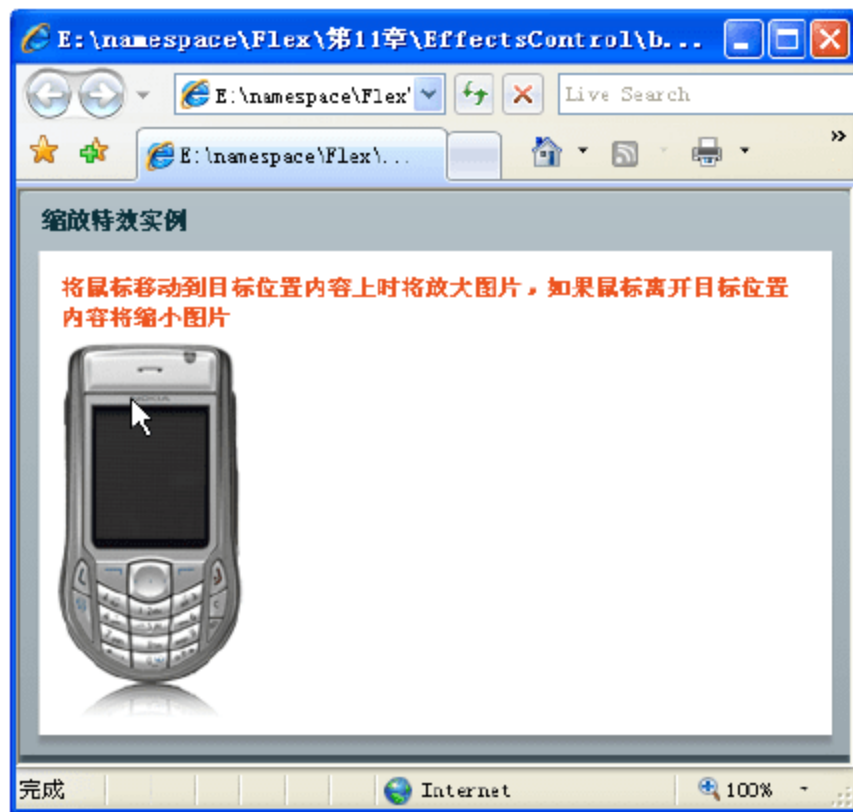 E:\namespace\Flex\第11章\EffectsControl\b...
E:\namespace\Flex\
Live Search
E:\namespace\Flex\...
缩放特效实例
将鼠标移动到目标位置内容上时将放大图片，如果鼠标离开目标位置
内容将缩小图片
NOKIA
完成
Internet
100%